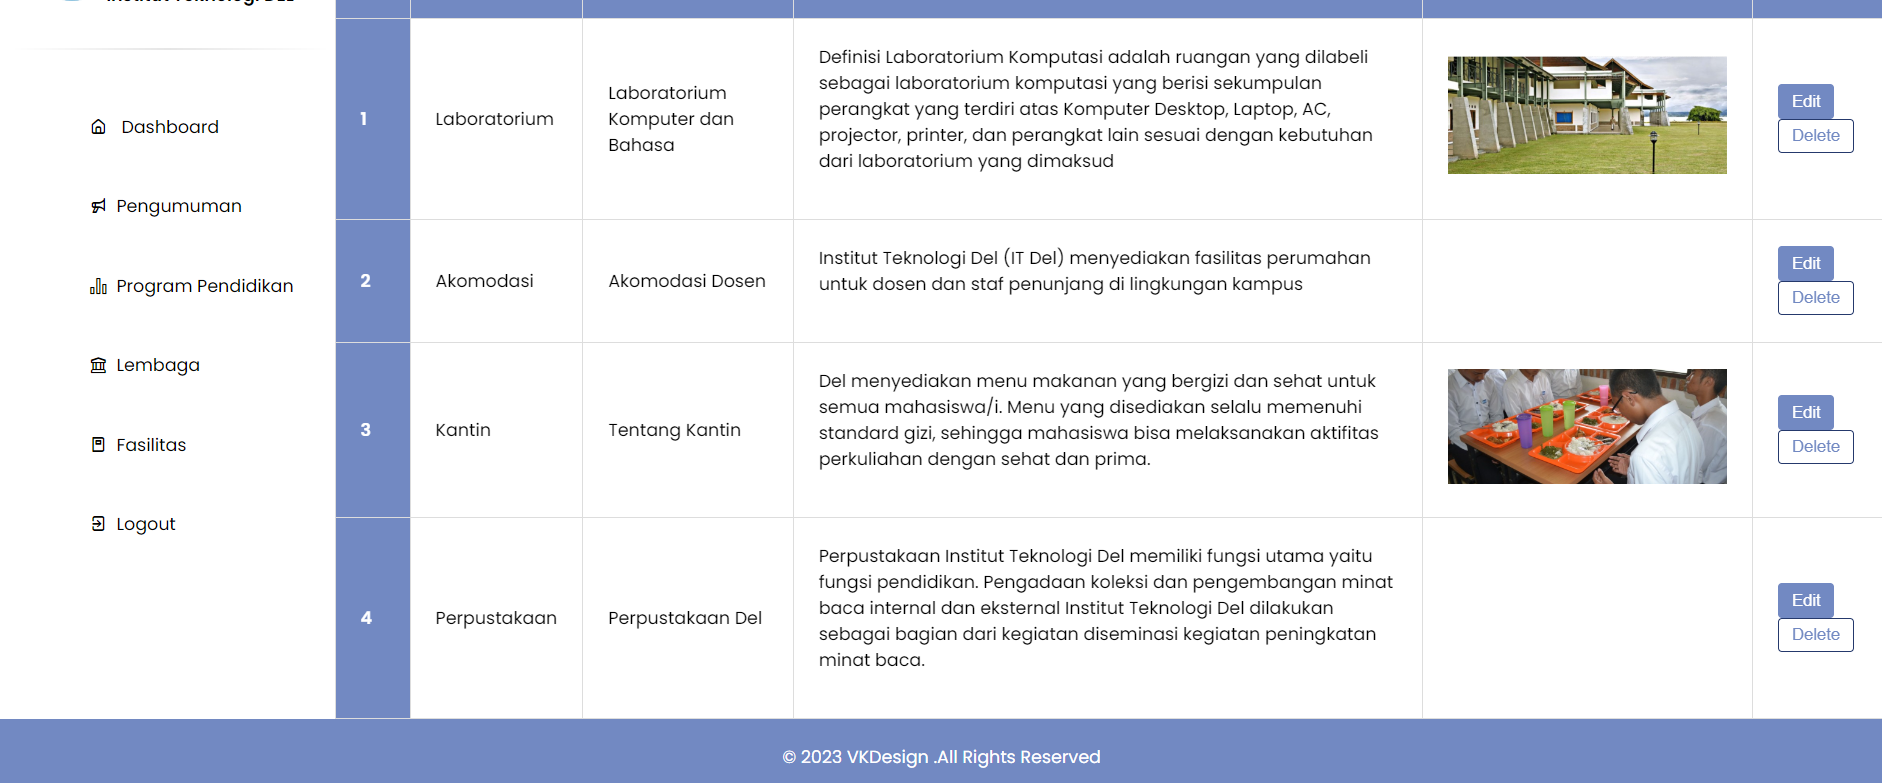 Dashboard
Pengumuman
Program Pendidikan
Lembaga
Fasilitas
Logout
1
Laboratorium
Laboratorium
Komputer dan
Bahasa
Definisi Laboratorium Komputasi adalah ruangan yang dilabeli
sebagai laboratorium komputasi yang berisi sekumpulan
perangkat yang terdiri atas Komputer Desktop, Laptop, AC,
projector, printer, dan perangkat lain sesuai dengan kebutuhan
dari laboratorium yang dimaksud
Edit
Delete
2
Akomodasi
Akomodasi Dosen
Institut Teknologi Del (IT Del) menyediakan fasilitas perumahan
untuk dosen dan staf penunjang di lingkungan kampus
Edit
Delete
3
Kantin
Tentang Kantin
Del menyediakan menu makanan yang bergizi dan sehat untuk
semua mahasiswa/i. Menu yang disediakan selalu memenuhi
standard gizi, sehingga mahasiswa bisa melaksanakan aktifitas
perkuliahan dengan sehat dan prima.
Edit
Delete
4
Perpustakaan
Perpustakaan Del
Perpustakaan Institut Teknologi Del memiliki fungsi utama yaitu
fungsi pendidikan. Pengadaan koleksi dan pengembangan minat
baca internal dan eksternal Institut Teknologi Del dilakukan
sebagai bagian dari kegiatan diseminasi kegiatan peningkatan
minat baca.
Edit
Delete
© 2023 VKDesign .All Rights Reserved